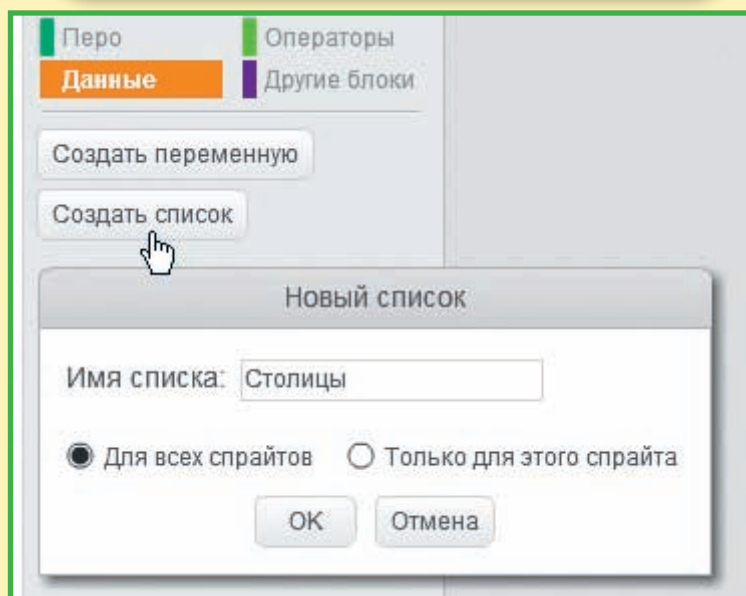 Перо Операторы
Данные Другие блоки
Создать переменную
Создать список
Новый список
Имя списка: Столицы
Для всех спрайтов Только для этого спрайта
OK Отмена